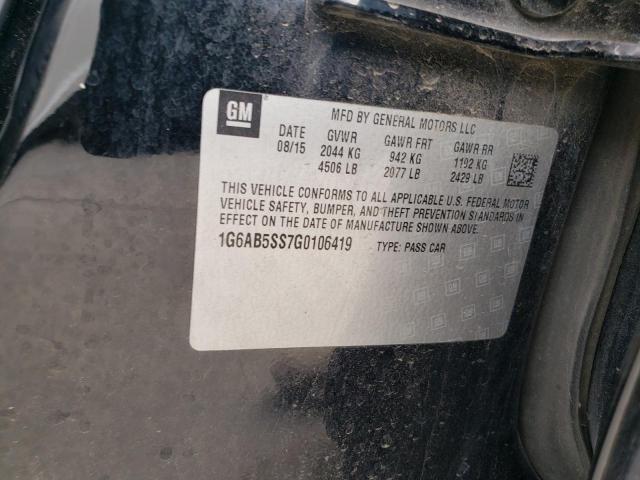 GM
MFD BY GENERAL MOTORS LLC
DATE GVWR GAWR FRT GAWR RR
08/15 2044 KG 942 KG 1102 KG
4506 LB 2077 LB 2429 LB
THIS VEHICLE CONFORMS TO ALL APPLICABLE U.S. FEDERAL MOTOR
VEHICLE SAFETY, BUMPER, AND THEFT PREVENTION STANDARDS IN
EFFECT ON THE DATE OF MANUFACTURE SHOWN ABOVE.
1G6AB5SS7G0106419 TYPE: PASS CAR